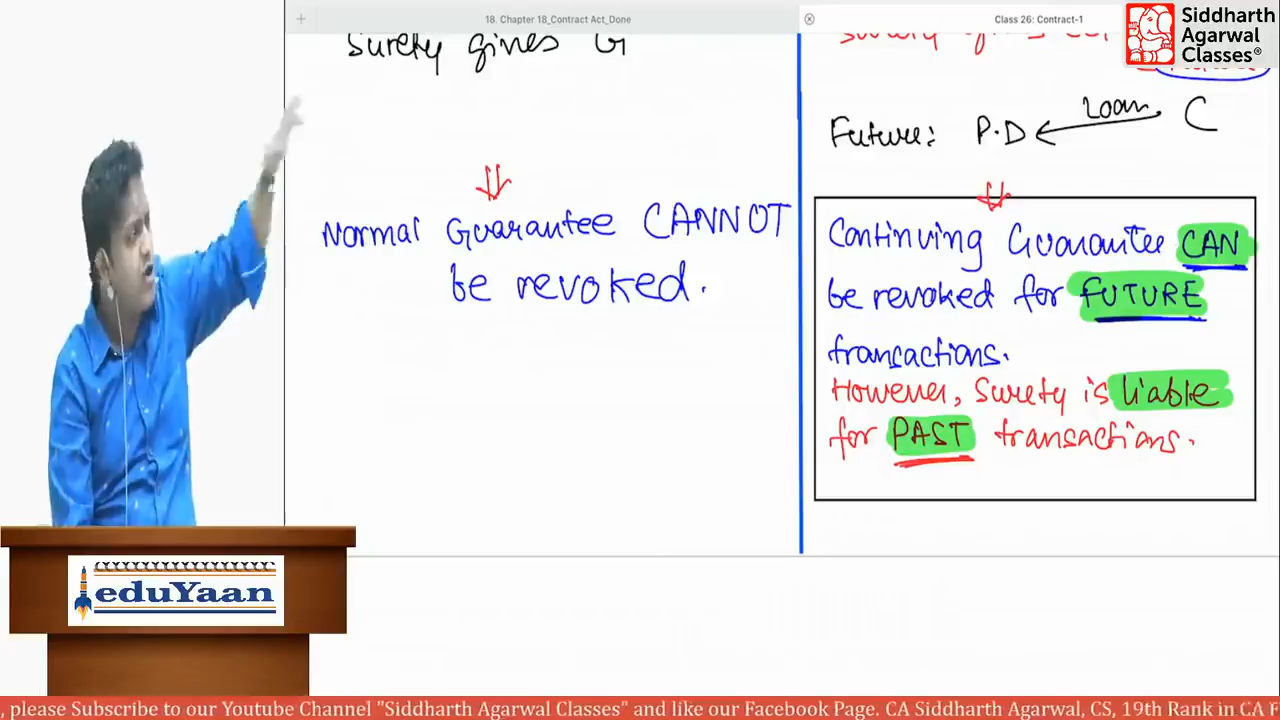 18. Chapter 18_Contract Act_Done
Class 26: Contract-1
Siddharth
Agarwal
Classes®
Surety gives G
Surety gives
Future: P.D
Loan
C
Normal Guarantee CANNOT
be revoked.
Continuing Guarantee CAN
be revoked for FUTURE
transactions.
However, Surety is liable
for PAST transactions.
eduYaan
, please Subscribe to our Youtube Channel "Siddharth Agarwal Classes" and like our Facebook Page. CA Siddharth Agarwal, CS, 19th Rank in CA F